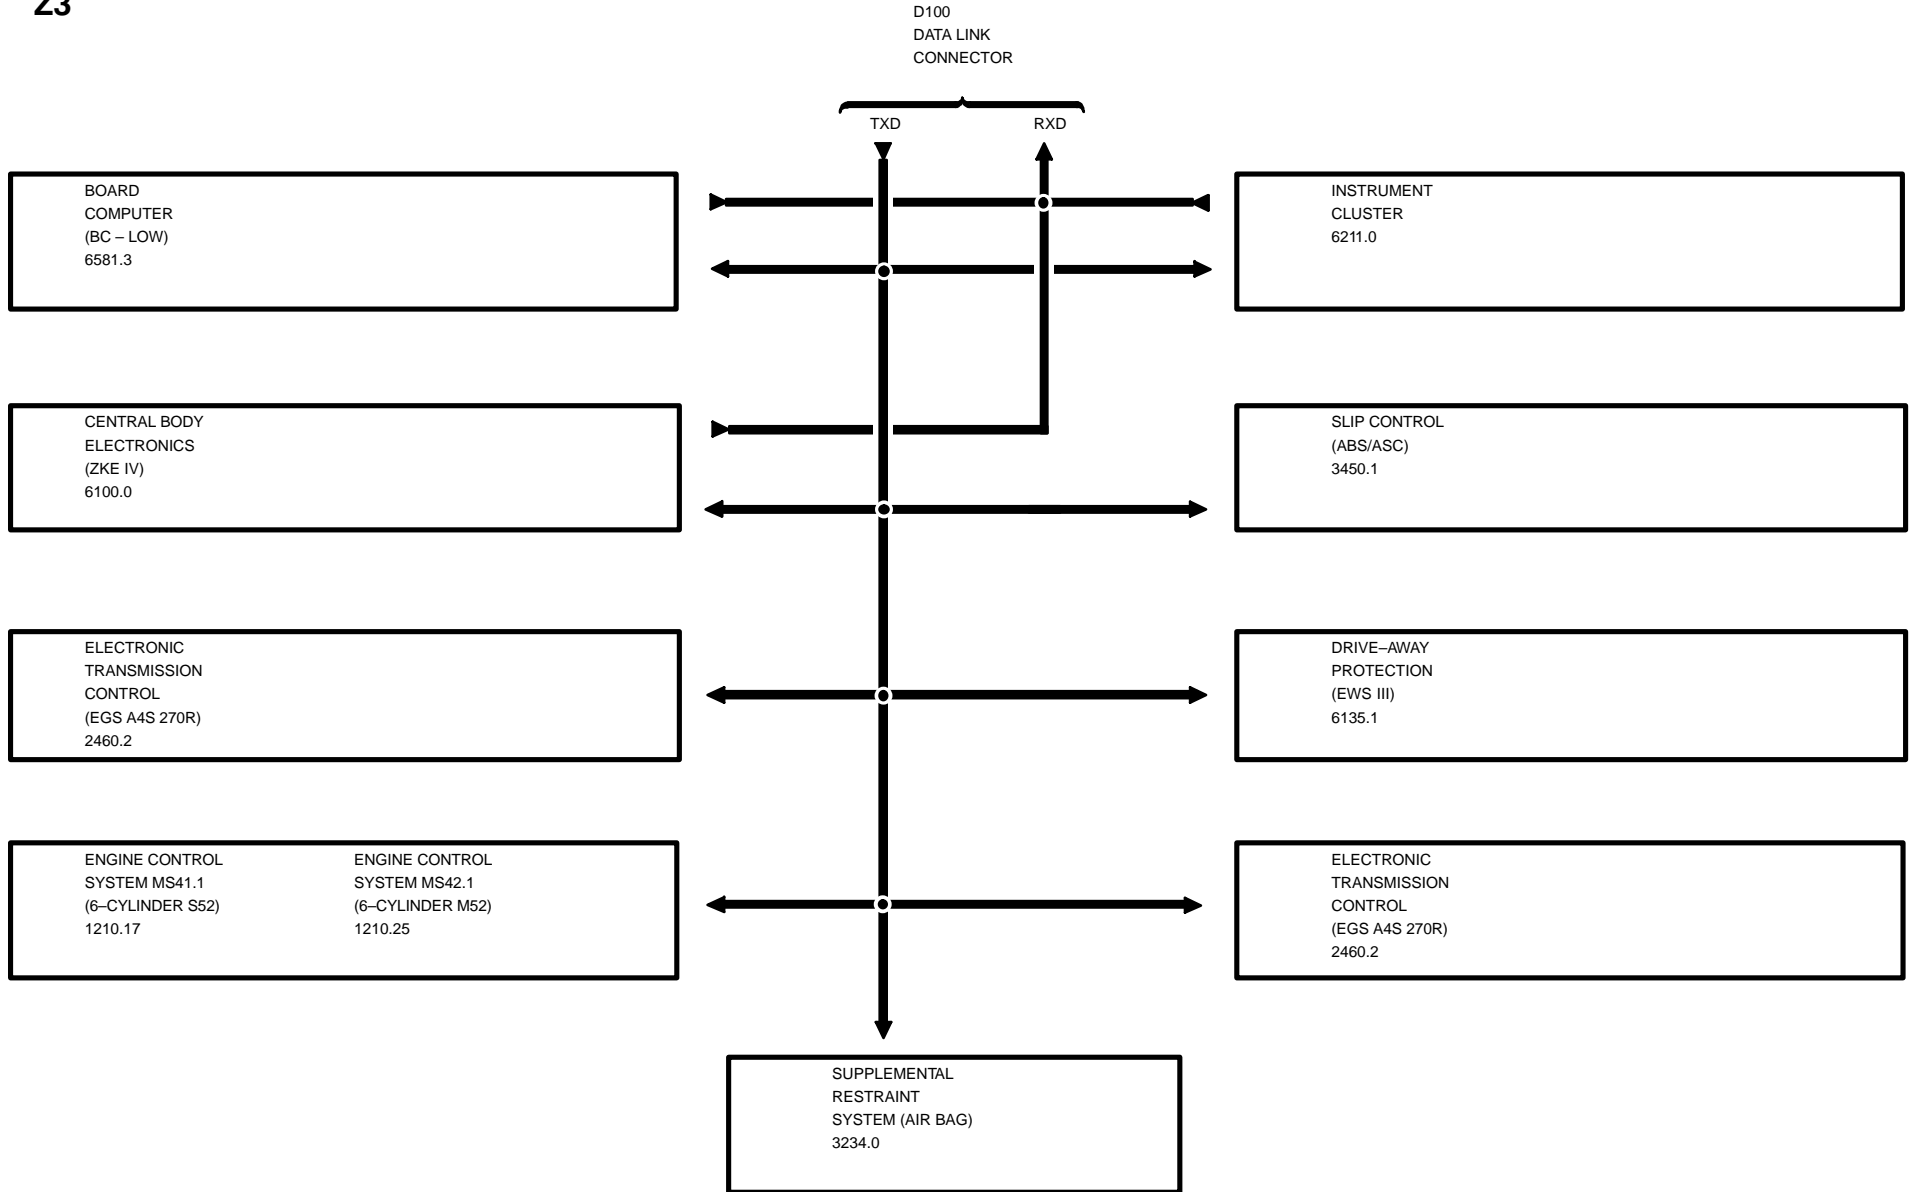 Z3
D100
DATA LINK
CONNECTOR
TXD
RXD
BOARD
COMPUTER
(BC – LOW)
6581.3
INSTRUMENT
CLUSTER
6211.0
CENTRAL BODY
ELECTRONICS
(ZKE IV)
6100.0
SLIP CONTROL
(ABS/ASC)
3450.1
ELECTRONIC
TRANSMISSION
CONTROL
(EGS A4S 270R)
2460.2
DRIVE–AWAY
PROTECTION
(EWS III)
6135.1
ENGINE CONTROL
SYSTEM MS41.1
(6–CYLINDER S52)
1210.17
ENGINE CONTROL
SYSTEM MS42.1
(6–CYLINDER M52)
1210.25
ELECTRONIC
TRANSMISSION
CONTROL
(EGS A4S 270R)
2460.2
SUPPLEMENTAL
RESTRAINT
SYSTEM (AIR BAG)
3234.0